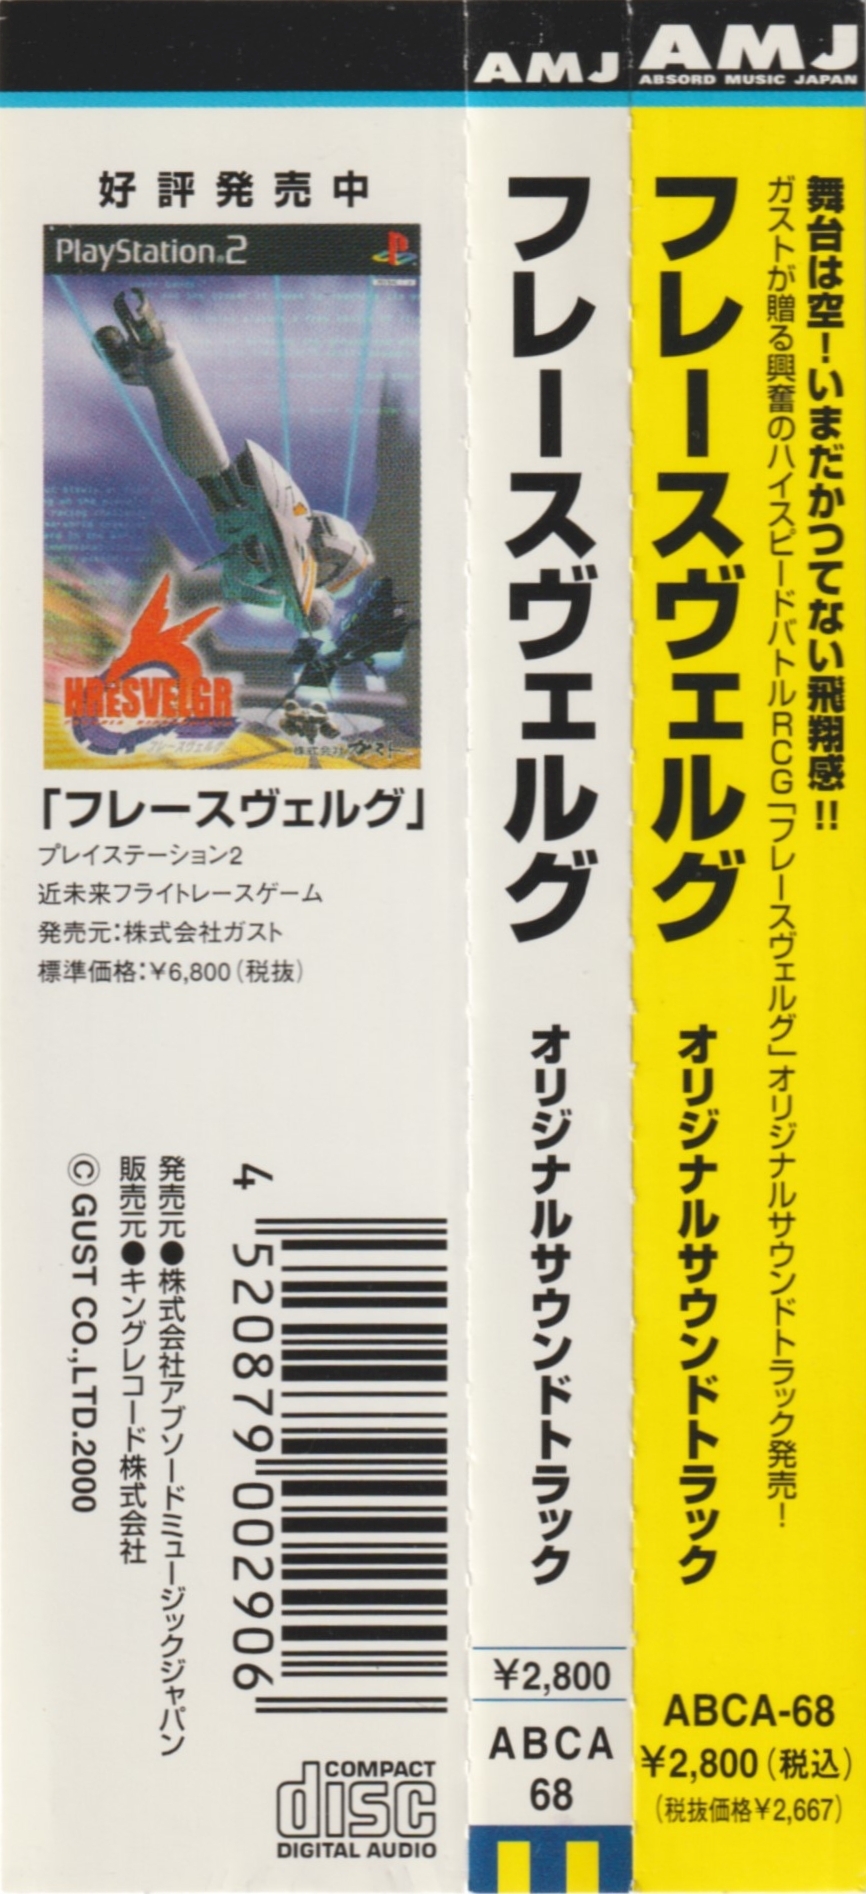 AMJ
ABSORD MUSIC JAPAN
舞台は空！いまだかつてない飛翔感!!
ガストが贈る興奮のハイスピードバトルRCG「フレースヴェルグ」オリジナルサウンドトラック発売！
フレースヴェルグ
オリジナルサウンドトラック
ABCA-68
¥2,800（税込）
（税抜価格¥2,667）
AMJ
フレースヴェルグ
オリジナルサウンドトラック
¥2,800
ABCA
68
好評発売中
PlayStation.2
HRESVELGR
フレースヴェルグ
株式会社ガスト
「フレースヴェルグ」
プレイステーション2
近未来フライトレースゲーム
発売元：株式会社ガスト
標準価格：¥6,800（税抜）
4 520879 002906
発売元●株式会社アブソードミュージックジャパン
販売元●キングレコード株式会社
© GUST CO.,LTD.2000
COMPACT
disc
DIGITAL AUDIO